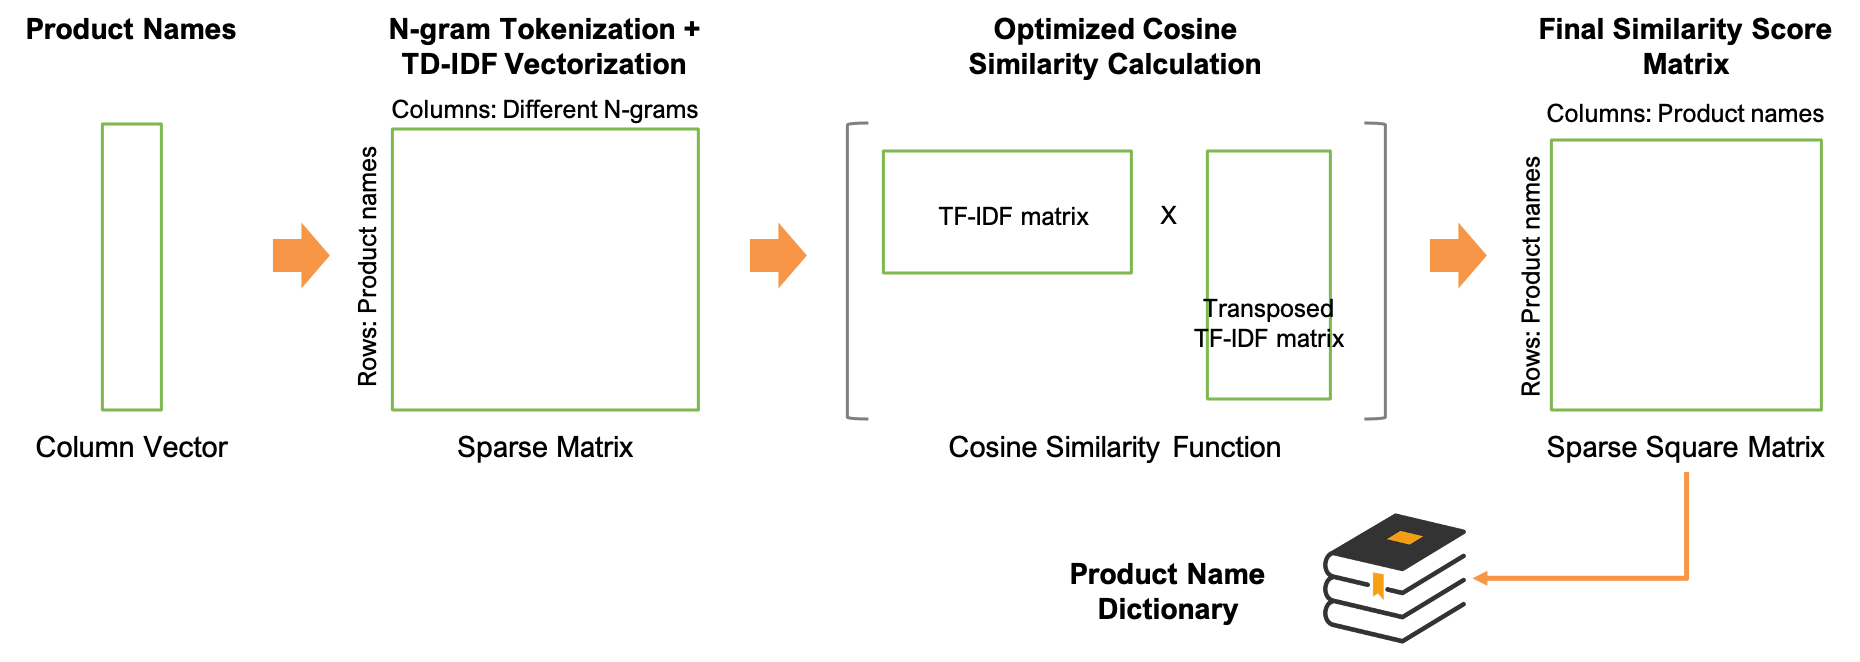 Product Names
N-gram Tokenization +
TD-IDF Vectorization
Optimized Cosine
Similarity Calculation
Final Similarity Score
Matrix
Columns: Different N-grams
Rows: Product names
TF-IDF matrix
X
Transposed
TF-IDF matrix
Columns: Product names
Rows: Product names
Column Vector
Sparse Matrix
Cosine Similarity Function
Sparse Square Matrix
Product Name
Dictionary